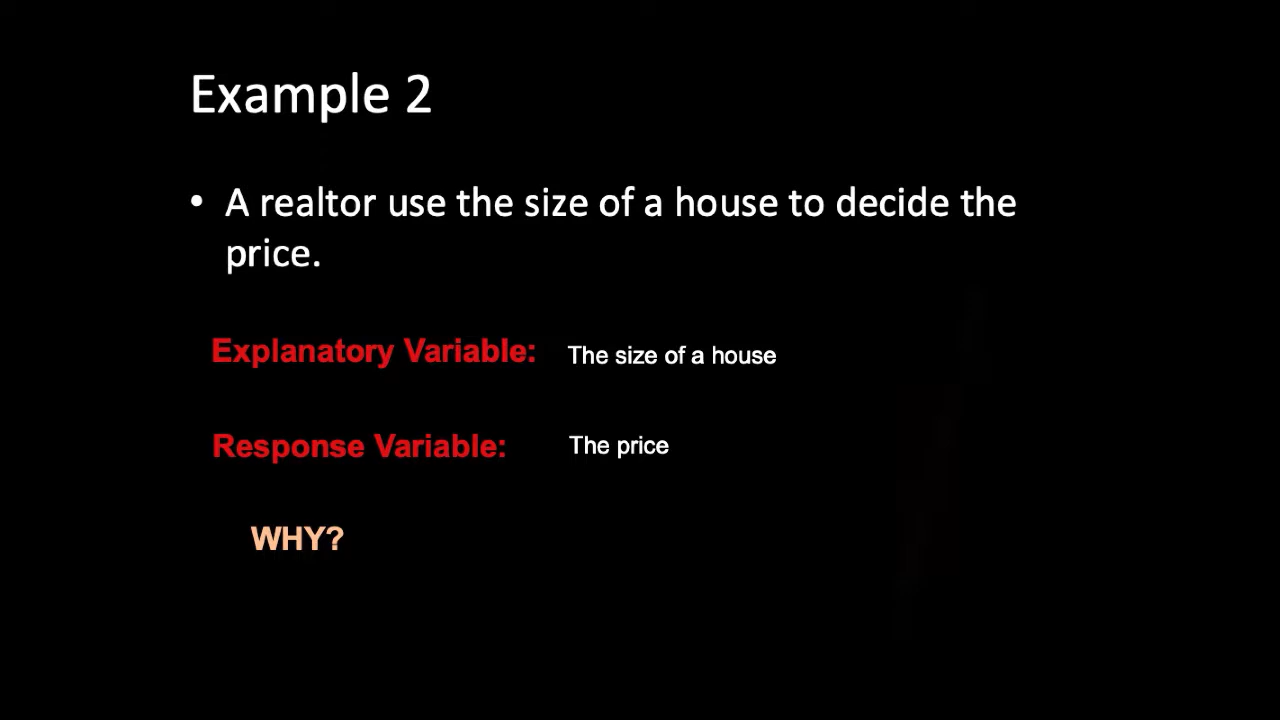 Example 2
• A realtor use the size of a house to decide the
price.
Explanatory Variable: The size of a house
Response Variable: The price
WHY?